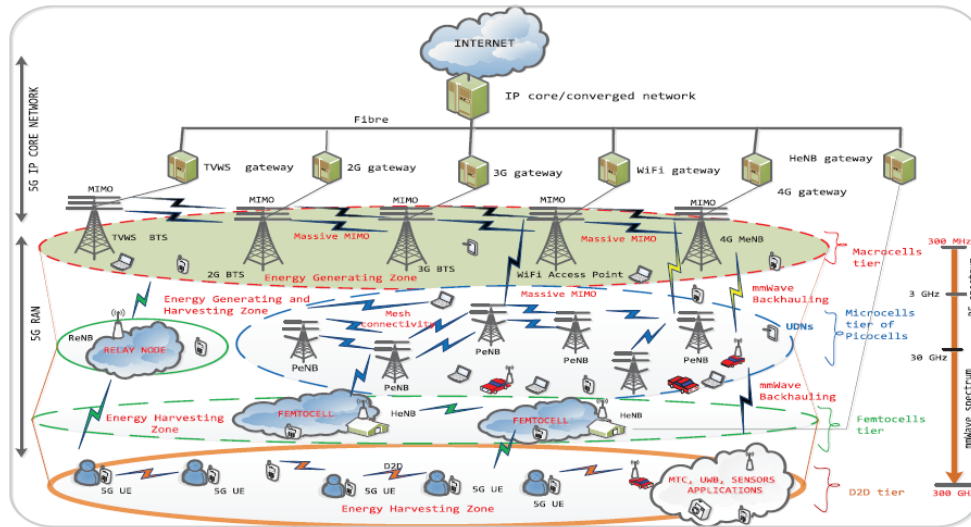 INTERNET
IP core/converged network
Fibre
5G IP CORE NETWORK
TVWS gateway
2G gateway
3G gateway
WiFi gateway
HeNB gateway
4G gateway
MIMO
MIMO
MIMO
MIMO
MIMO
TVWS BTS
Massive MIMO
Massive MIMO
4G MeNB
2G BTS
3G BTS
WiFi Access Point
Energy Generating Zone
Macrocells
tier
300 MHz
5G RAN
Energy Generating and
Harvesting Zone
Massive MIMO
mmWave
Backhauling
3 GHz
Mesh
connectivity
ReNB
RELAY NODE
PeNB
PeNB
PeNB
PeNB
PeNB
UDNs
Microcells
tier of
Picocells
30 GHz
mmWave
Backhauling
mmWave spectrum
Energy Harvesting
Zone
FEMTOCELL
HeNB
FEMTOCELL
HeNB
Femtocells
tier
D2D
5G UE
5G UE
5G UE
5G UE
5G UE
Energy Harvesting Zone
MTC, UWB, SENSORS
APPLICATIONS
D2D tier
300 GHz